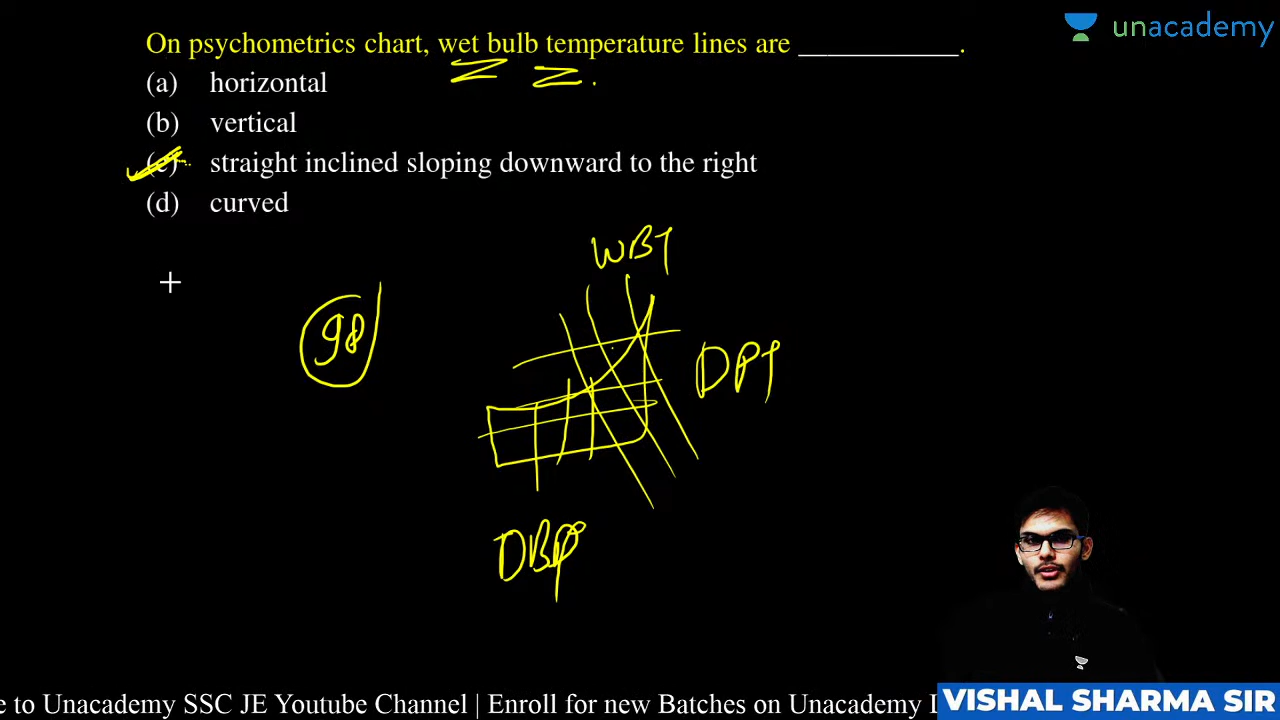 unacademy
On psychometrics chart, wet bulb temperature lines are ____________.
(a) horizontal
(b) vertical
(c) straight inclined sloping downward to the right
(d) curved
98
WBT
DPT
DBT
e to Unacademy SSC JE Youtube Channel | Enroll for new Batches on Unacademy
VISHAL SHARMA SIR